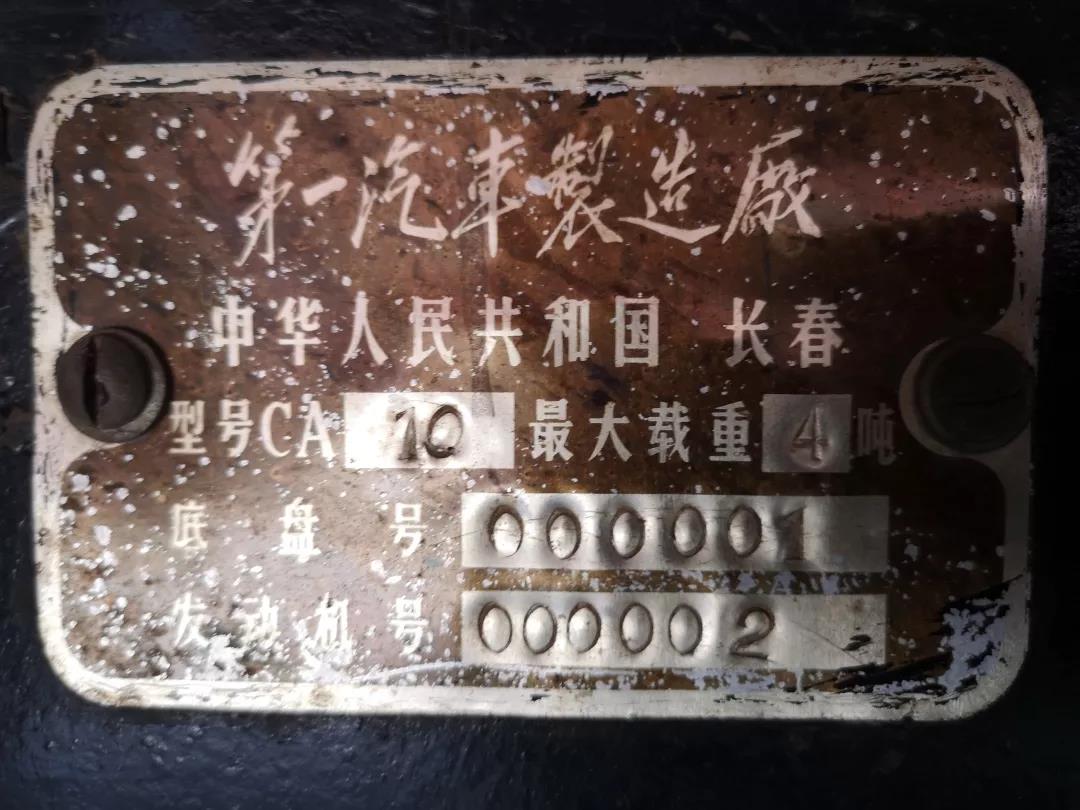 第一汽車製造廠
中华人民共和国 长春
型号CA 10 最大载重 4 吨
底盘号 000001
发动机号 000002